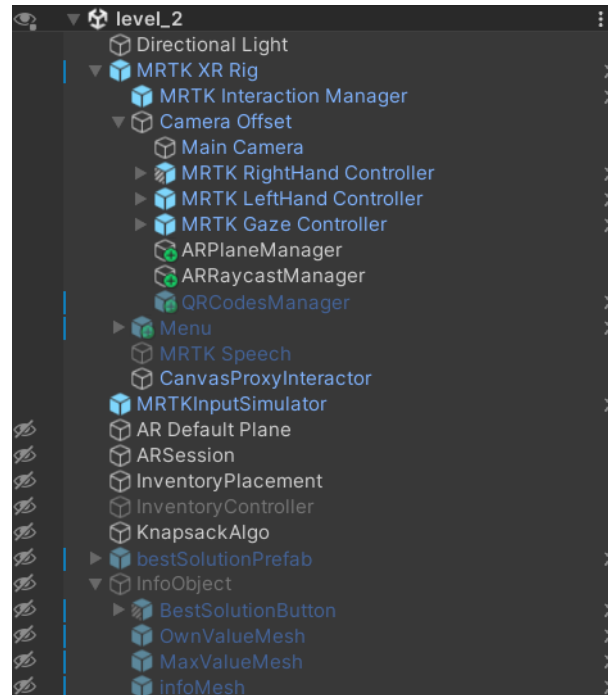 level_2
Directional Light
MRTK XR Rig
MRTK Interaction Manager
Camera Offset
Main Camera
MRTK RightHand Controller
MRTK LeftHand Controller
MRTK Gaze Controller
ARPlaneManager
ARRaycastManager
QRCodesManager
Menu
MRTK Speech
CanvasProxyInteractor
MRTKInputSimulator
AR Default Plane
ARSession
InventoryPlacement
InventoryController
KnapsackAlgo
bestSolutionPrefab
InfoObject
BestSolutionButton
OwnValueMesh
MaxValueMesh
infoMesh